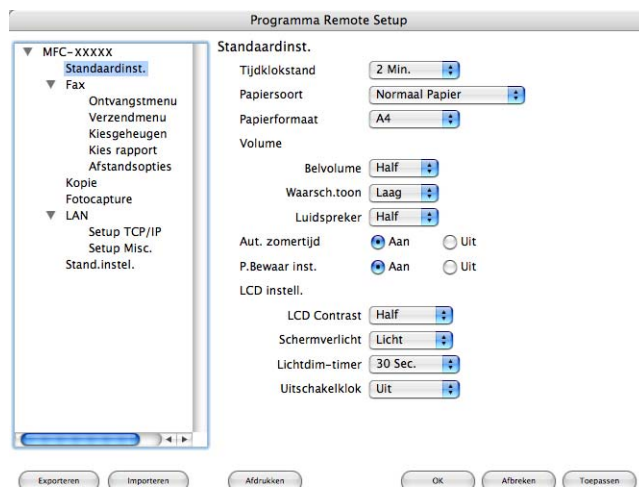 Programma Remote Setup
MFC-XXXXX
Standaardinst.
Fax
Ontvangstmenu
Verzendmenu
Kiesgeheugen
Kies rapport
Afstandsopties
Kopie
Fotocapture
LAN
Setup TCP/IP
Setup Misc.
Stand.instel.
Standaardinst.
Tijdklokstand 2 Min.
Papiersoort Normaal Papier
Papierformaat A4
Volume
Belvolume Half
Waarsch.toon Laag
Luidspreker Half
Aut. zomertijd Aan Uit
P.Bewaar inst. Aan Uit
LCD instell.
LCD Contrast Half
Schermverlicht Licht
Lichtdim-timer 30 Sec.
Uitschakelklok Uit
Exporteren Importeren Afdrukken OK Afbreken Toepassen